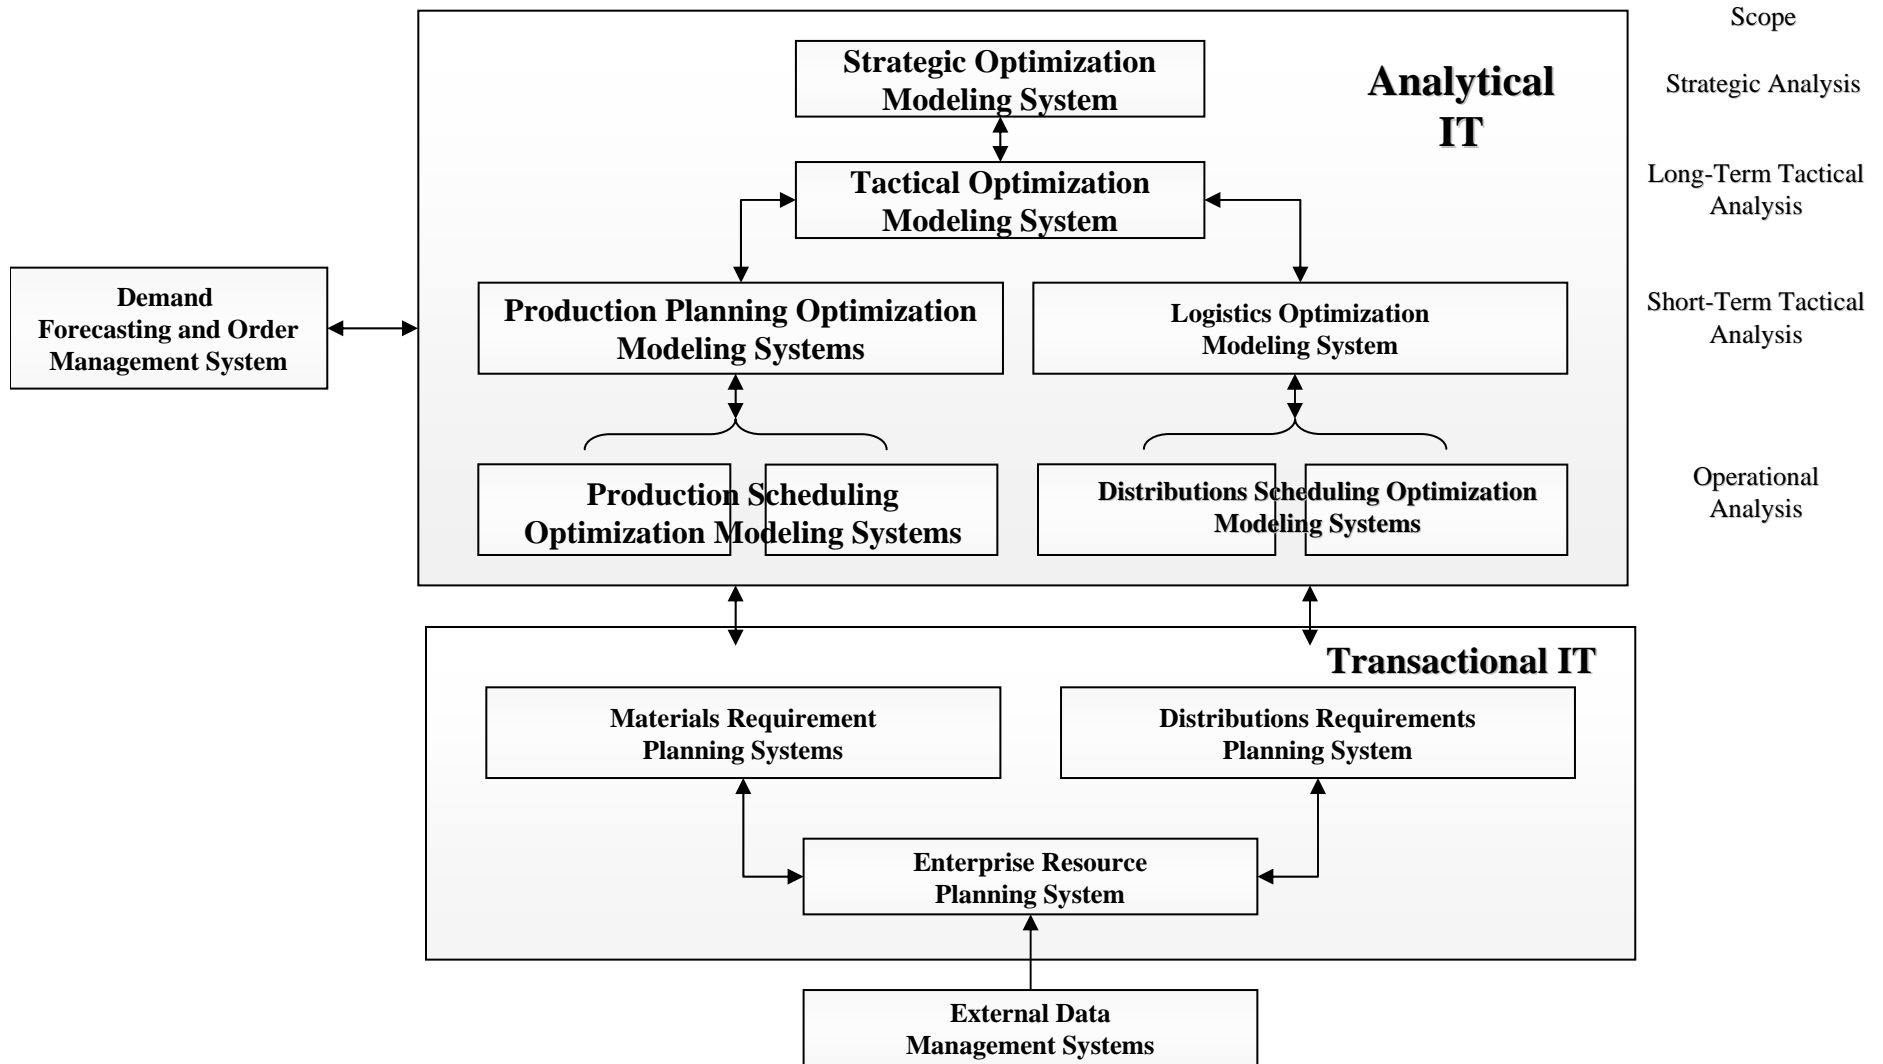 Scope
Strategic Optimization
Modeling System
Analytical
IT
Strategic Analysis
Tactical Optimization
Modeling System
Long-Term Tactical
Analysis
Demand
Forecasting and Order
Management System
Production Planning Optimization
Modeling Systems
Logistics Optimization
Modeling System
Short-Term Tactical
Analysis
Production Scheduling
Optimization Modeling Systems
Distributions Scheduling Optimization
Modeling Systems
Operational
Analysis
Transactional IT
Materials Requirement
Planning Systems
Distributions Requirements
Planning System
Enterprise Resource
Planning System
External Data
Management Systems